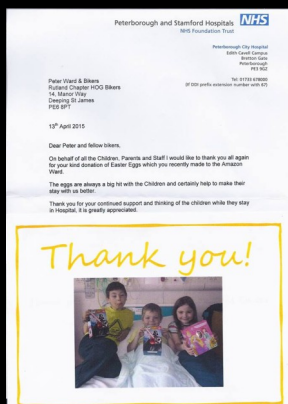 Peterborough and Stamford Hospitals NHS
NHS Foundation Trust
Peterborough City Hospital
Edith Cavell Campus
Bretton Gate
Peterborough
PE3 9GZ
Tel: 01733 678000
(If DDI prefix extension number with 67)
Peter Ward & Bikers
Rutland Chapter HOG Bikers
14, Manor Way
Deeping St James
PE6 8PT
13th April 2015
Dear Peter and fellow bikers,
On behalf of all the Children, Parents and Staff I would like to thank you all again
for your kind donation of Easter Eggs which you recently made to the Amazon
Ward.
The eggs are always a big hit with the Children and certainly help to make their
stay with us better.
Thank you for your continued support and thinking of the children while they stay
in Hospital, it is greatly appreciated.
Thank you!